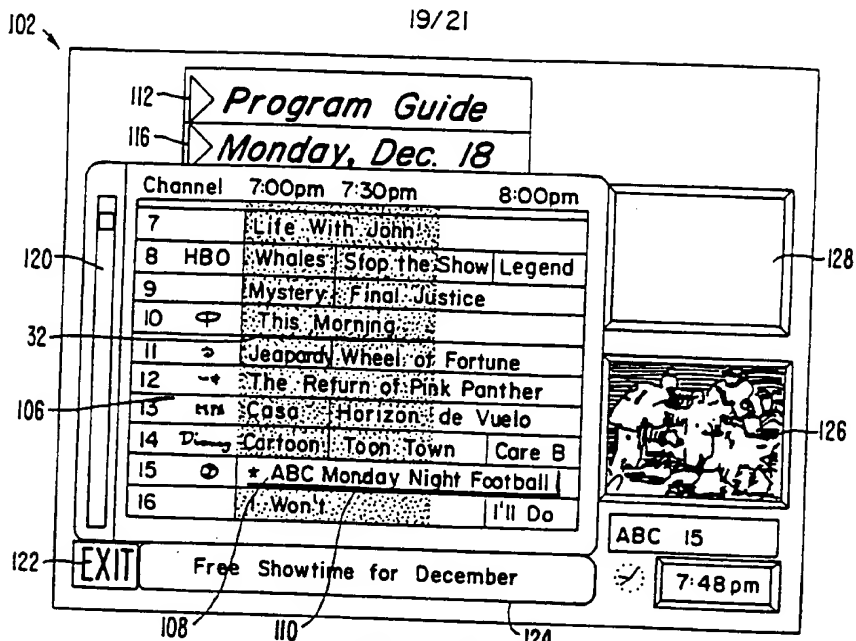 19/21
102
112
Program Guide
116
Monday, Dec. 18
Channel 7:00pm 7:30pm 8:00pm
7 Life With John
120
8 HBO Whales Stop the Show Legend
128
9 Mystery Final Justice
10 This Morning
32
11 Jeapardy Wheel of Fortune
12 The Return of Pink Panther
106
13 Casa Horizon de Vuelo
126
14 Disney Cartoon Toon Town Care B
15 * ABC Monday Night Football
16 I Won't I'll Do
ABC 15
122
EXIT Free Showtime for December
7:48 pm
108 110 124